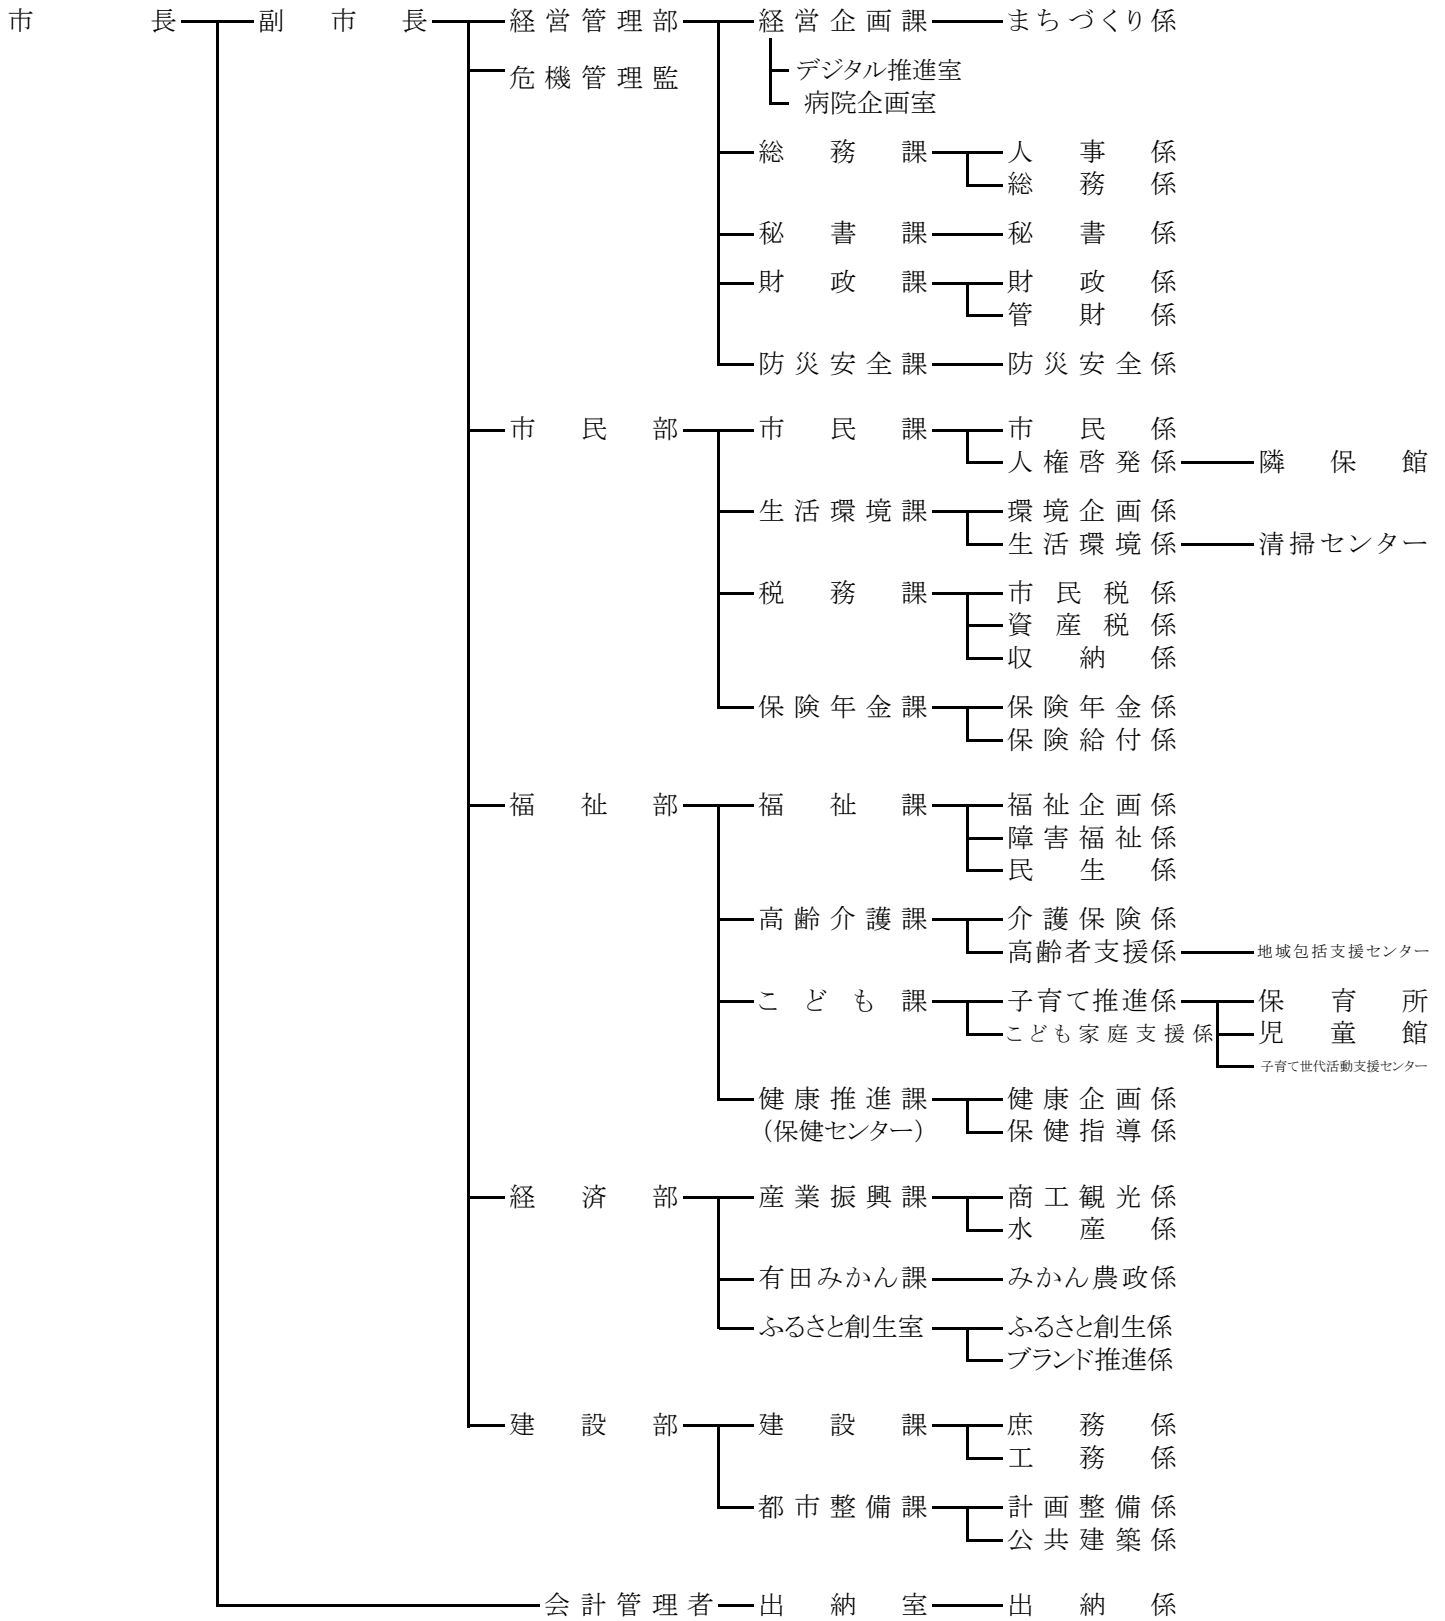 市長 副市長 経営管理部 経営企画課 まちづくり係
危機管理監 デジタル推進室
病院企画室
総務課 人事係
総務係
秘書課 秘書係
財政課 財政係
管財係
防災安全課 防災安全係
市民部 市民課 市民係
人権啓発係 隣保館
生活環境課 環境企画係
生活環境係 清掃センター
税務課 市民税係
資産税係
収納係
保険年金課 保険年金係
保険給付係
福祉部 福祉課 福祉企画係
障害福祉係
民生係
高齢介護課 介護保険係
高齢者支援係 地域包括支援センター
こども課 子育て推進係 保育所
こども家庭支援係 児童館
子育て世代活動支援センター
健康推進課 健康企画係
（保健センター） 保健指導係
経済部 産業振興課 商工観光係
水産係
有田みかん課 みかん農政係
ふるさと創生室 ふるさと創生係
ブランド推進係
建設部 建設課 庶務係
工務係
都市整備課 計画整備係
公共建築係
会計管理者 出納室 出納係